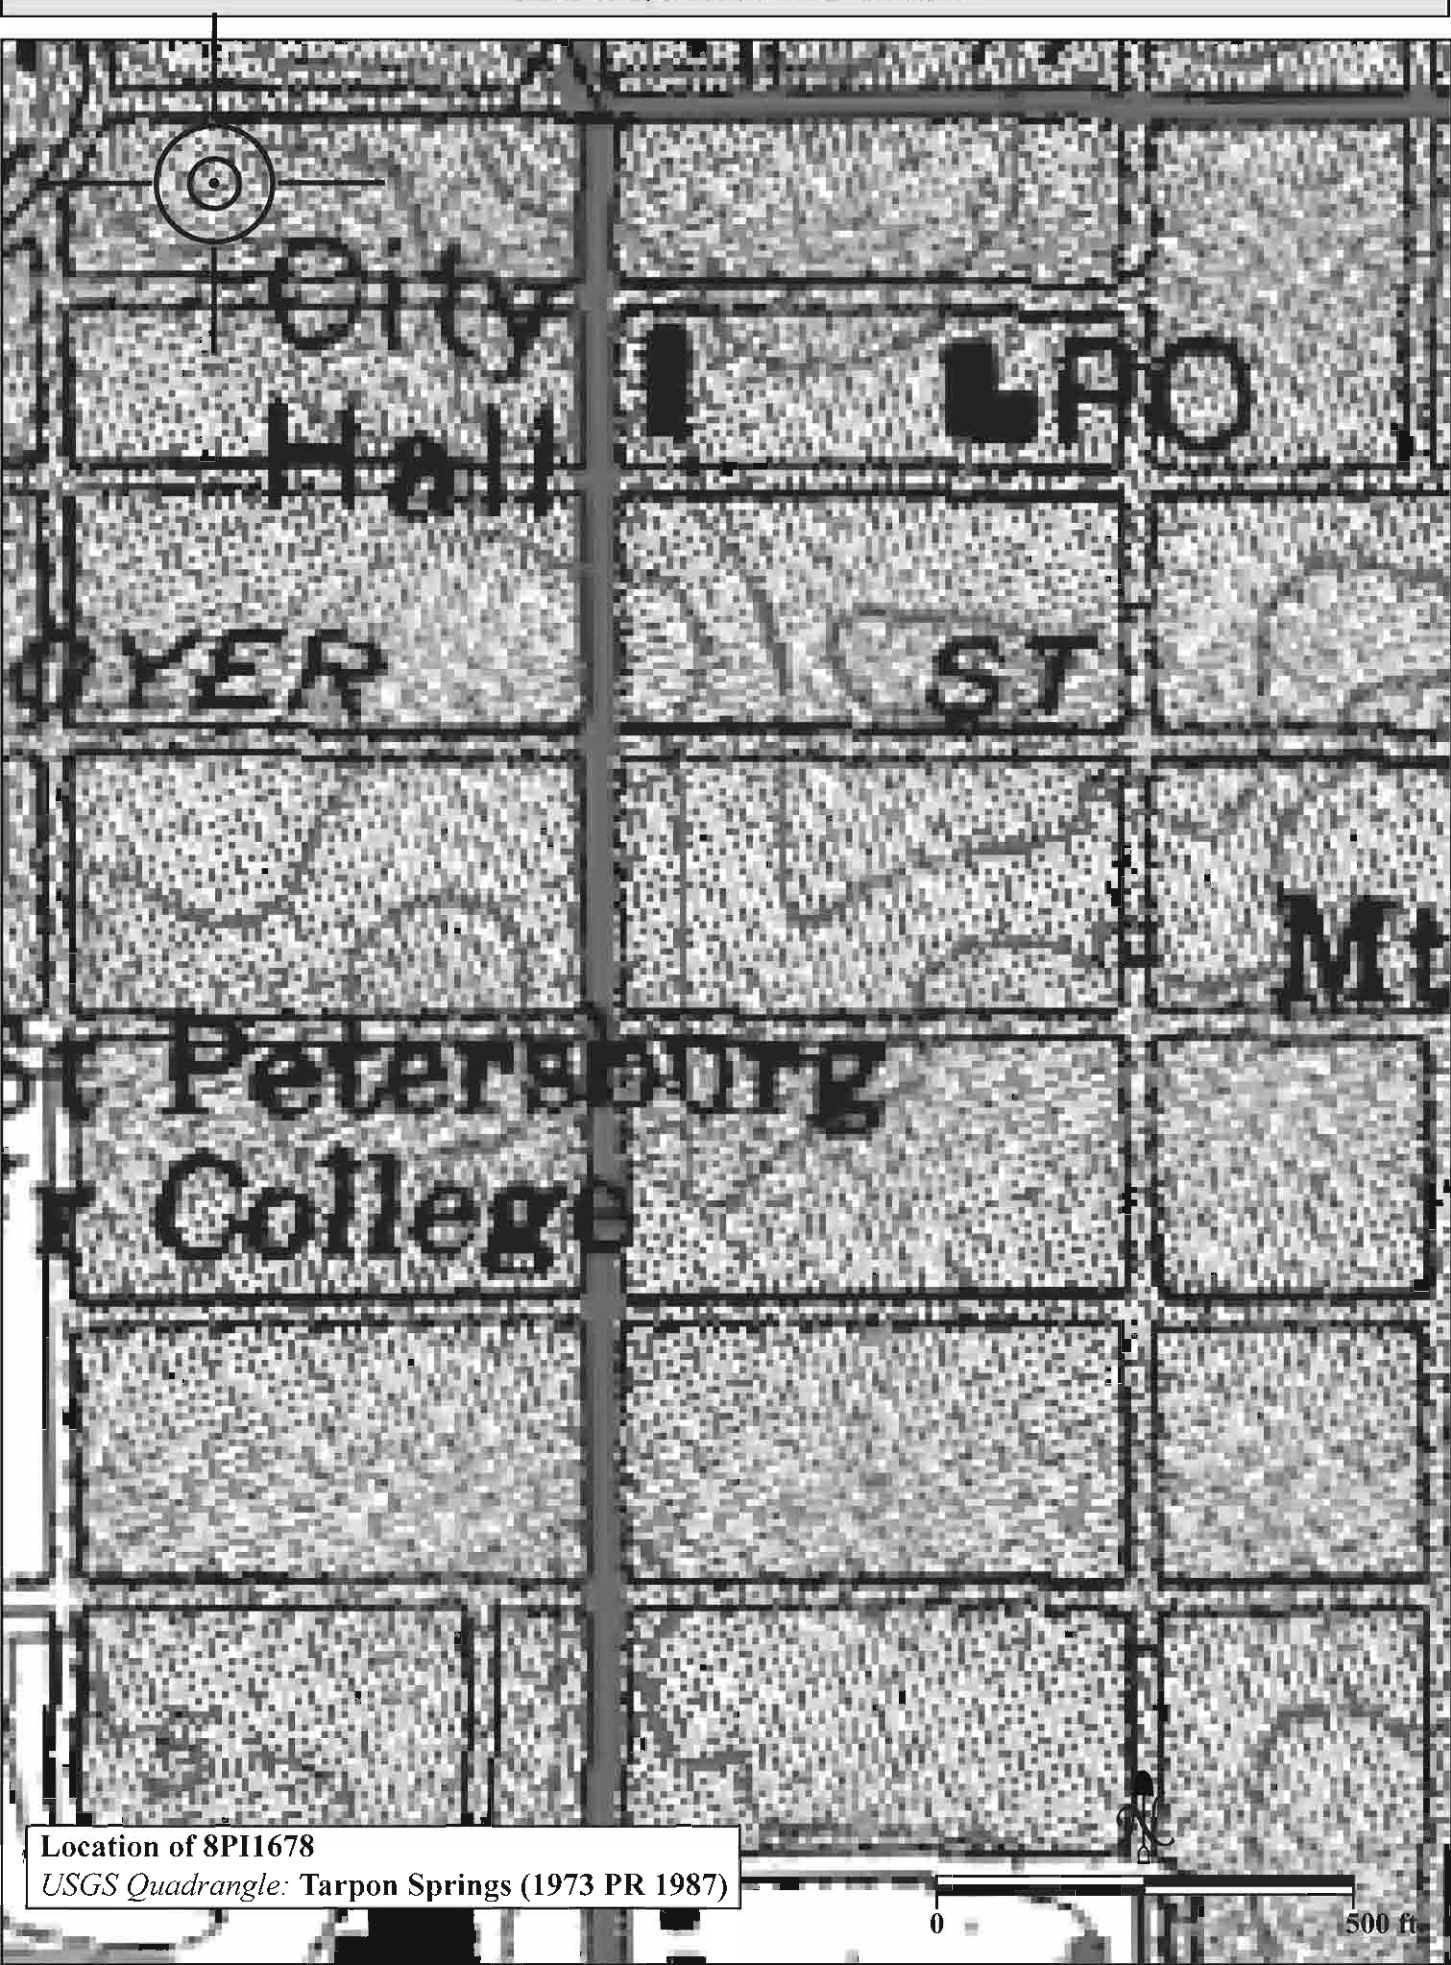 City
Hall
PO
YER ST
Mt
t Petersburg
r College
Location of 8PI1678
USGS Quadrangle: Tarpon Springs (1973 PR 1987)
0 500 ft
N